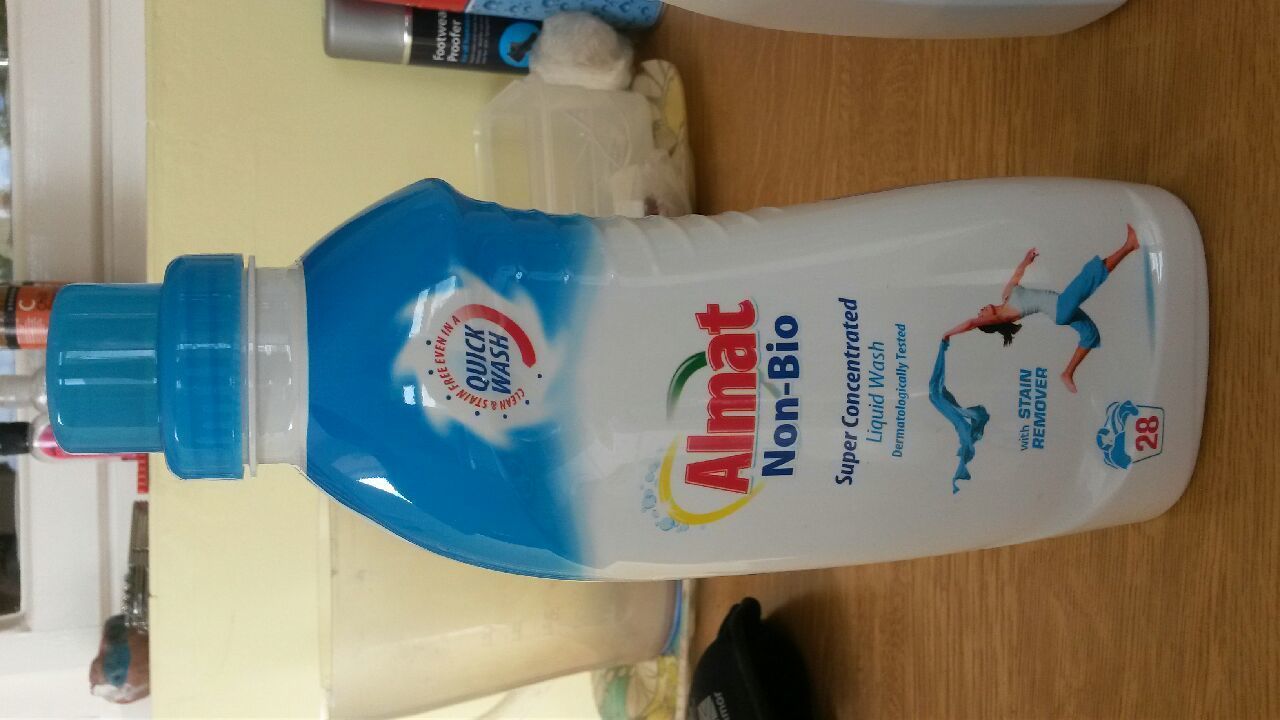 Footwear
Proofer
CLEAN & STAIN FREE EVEN IN A
QUICK
WASH
Almat
Non-Bio
Super Concentrated
Liquid Wash
Dermatologically Tested
with STAIN
REMOVER
28